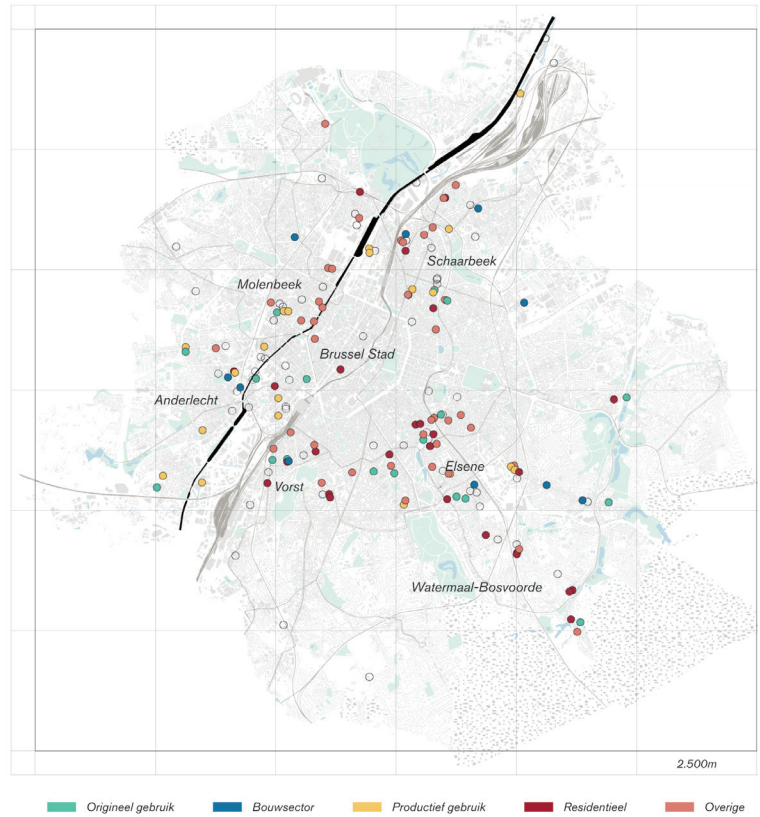 Schaarbeek
Molenbeek
Brussel Stad
Anderlecht
Elsene
Vorst
Watermaal-Bosvoorde
2.500m
Origineel gebruik
Bouwsector
Productief gebruik
Residentieel
Overige